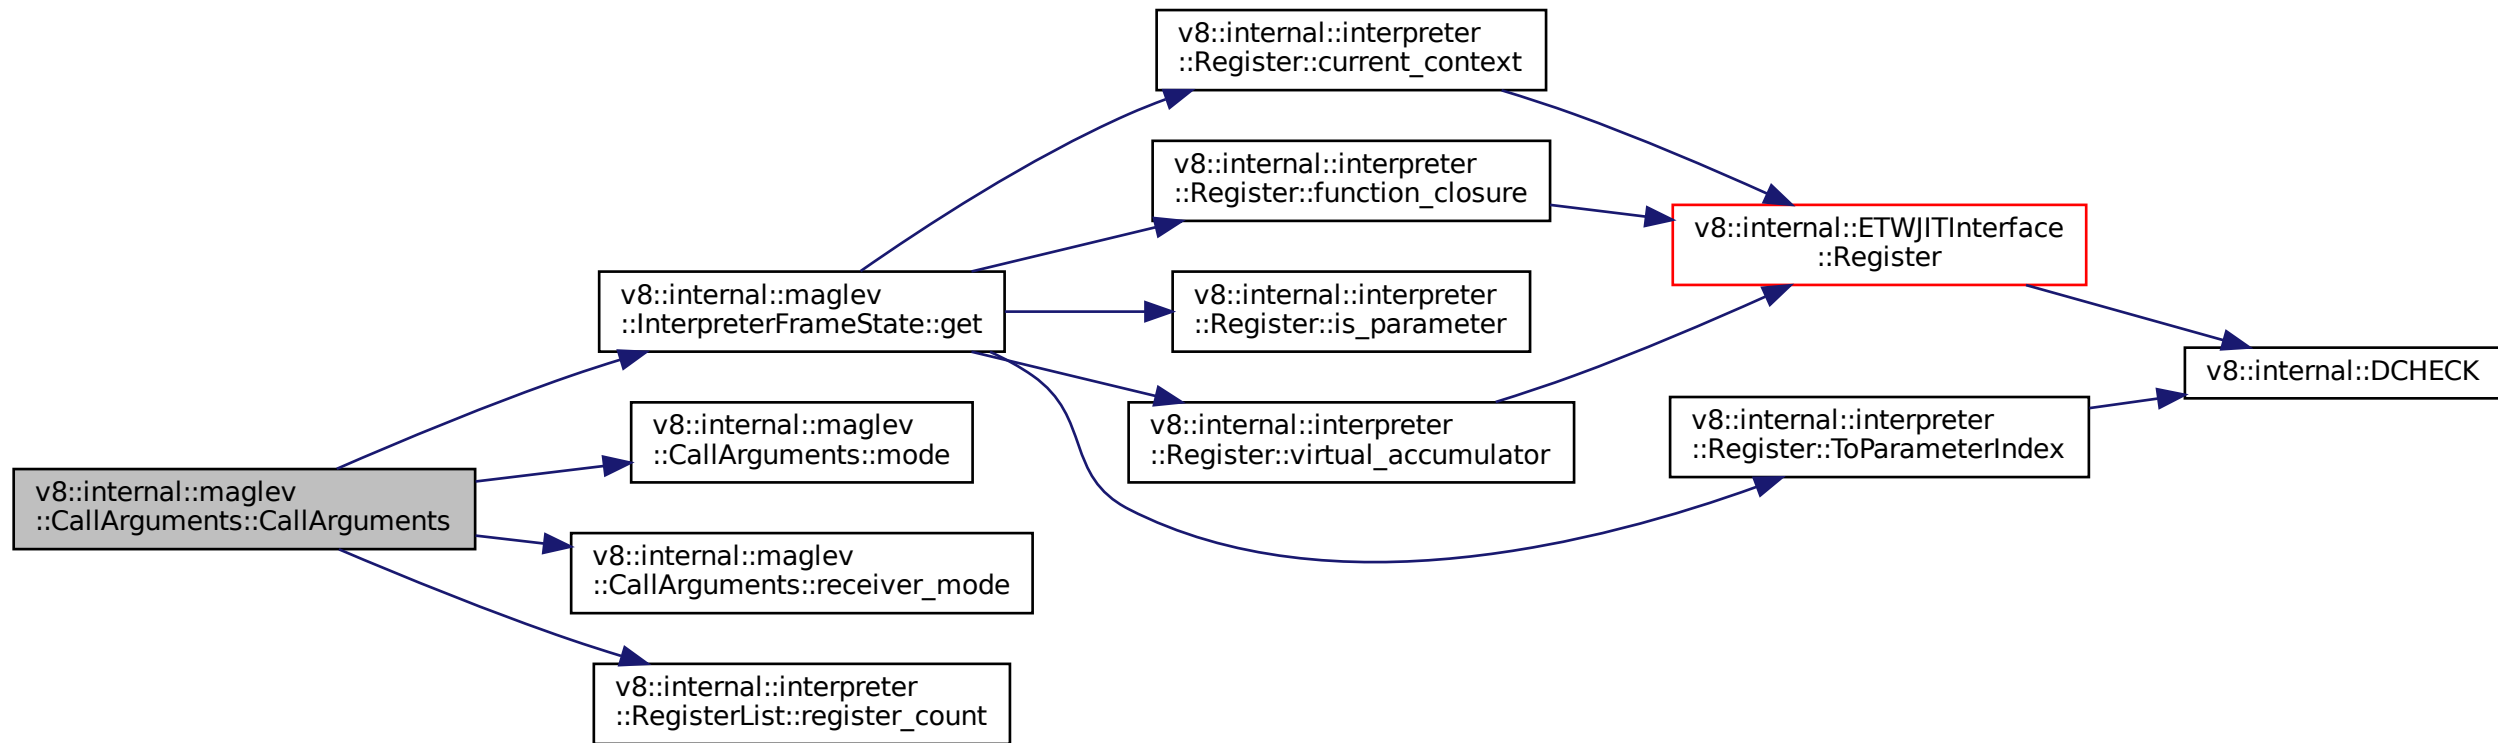 v8::internal::maglev
::CallArguments::CallArguments
v8::internal::maglev
::InterpreterFrameState::get
v8::internal::maglev
::CallArguments::mode
v8::internal::maglev
::CallArguments::receiver_mode
v8::internal::interpreter
::RegisterList::register_count
v8::internal::interpreter
::Register::current_context
v8::internal::interpreter
::Register::function_closure
v8::internal::interpreter
::Register::is_parameter
v8::internal::interpreter
::Register::virtual_accumulator
v8::internal::ETWJITInterface
::Register
v8::internal::interpreter
::Register::ToParameterIndex
v8::internal::DCHECK